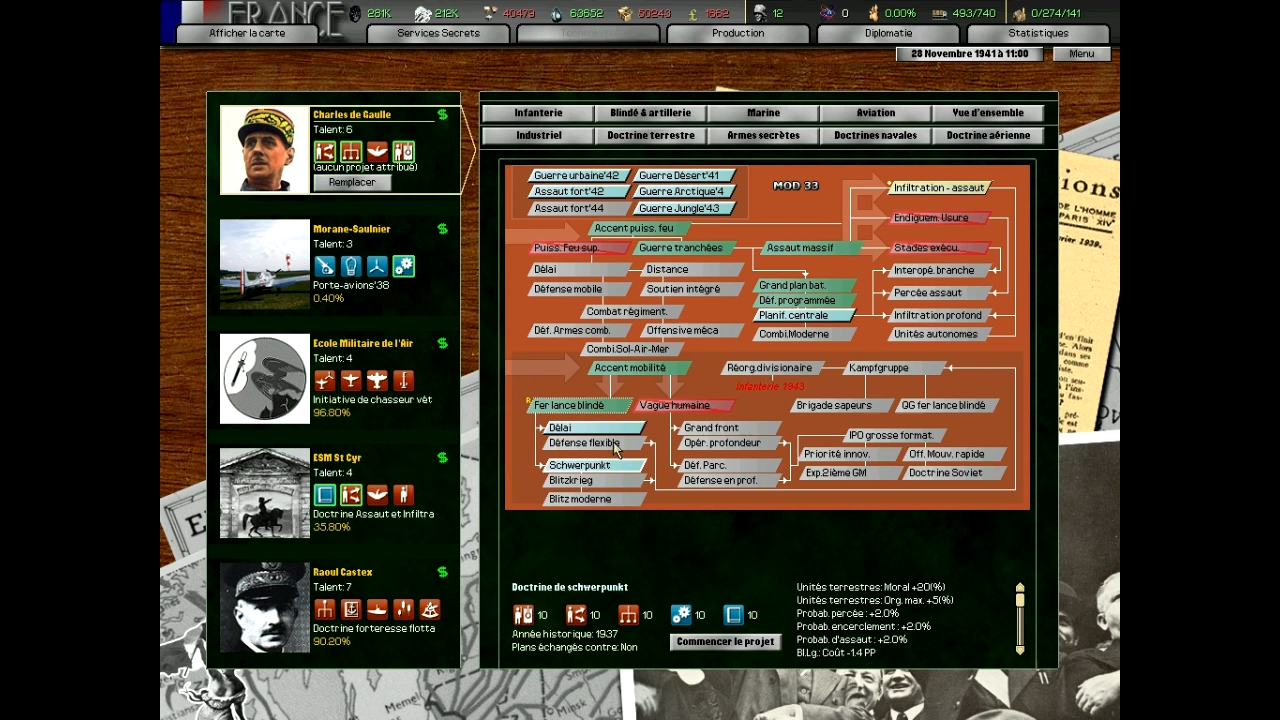 FRANCE
261K 212K 40479 63652 50243 1662 12 0 0.00% 493/740 0/274/141
Afficher la carte
Services Secrets
Production
Diplomatie
Statistiques
28 Novembre 1941 à 11:00
Menu
Charles de Gaulle
Talent: 6
(aucun projet attribué)
Remplacer
Morane-Saulnier
Talent: 3
Porte-avions'38
0.40%
Ecole Militaire de l'Air
Talent: 4
Initiative de chasseur vét
96.80%
ESM St Cyr
Talent: 4
Doctrine Assaut et Infiltra
35.80%
Raoul Castex
Talent: 7
Doctrine forteresse flotta
90.20%
Infanterie
Blindé & artillerie
Marine
Aviation
Vue d'ensemble
Industriel
Doctrine terrestre
Armes secrètes
Doctrines navales
Doctrine aérienne
Guerre urbaine'42
Guerre Désert'41
Assaut fort'42
Guerre Arctique'4
Assaut fort'44
Guerre Jungle'43
MOD 33
Infiltration - assaut
Endiguem. Usure
Accent puiss. feu
Puiss. Feu sup.
Guerre tranchées
Assaut massif
Stades exécu.
Délai
Distance
Interopé. branche
Défense mobile
Soutien intégré
Grand plan bat.
Percée assaut
Déf. programmée
Combat régiment.
Planif. centrale
Infiltration profond
Déf. Armes comb.
Offensive méca
Combi.Moderne
Unités autonomes
Combi.Sol-Air-Mer
Accent mobilité
Réorg.divisionaire
Kampfgruppe
Infanterie 1943
Fer lance blindé
Vague humaine
Brigade sapeurs
QG fer lance blindé
Délai
Grand front
Défense flexible
Opér. profondeur
IPO grosse format.
Priorité innov.
Off. Mouv. rapide
Schwerpunkt
Déf. Parc.
Exp.2ième GM
Doctrine Soviet
Blitzkrieg
Défense en prof.
Blitz moderne
Doctrine de schwerpunkt
10 10 10 10 10
Année historique: 1937
Plans échangés contre: Non
Commencer le projet
Unités terrestres: Moral +20(%)
Unités terrestres: Org. max. +5(%)
Probab. percée : +2.0%
Probab. encerclement : +2.0%
Probab. d'assaut : +2.0%
Bl.Lg.: Coût -1.4 PP
ions
DE L'HOMME
PARIS XIV
vrier 1939.
Memel
Minsk